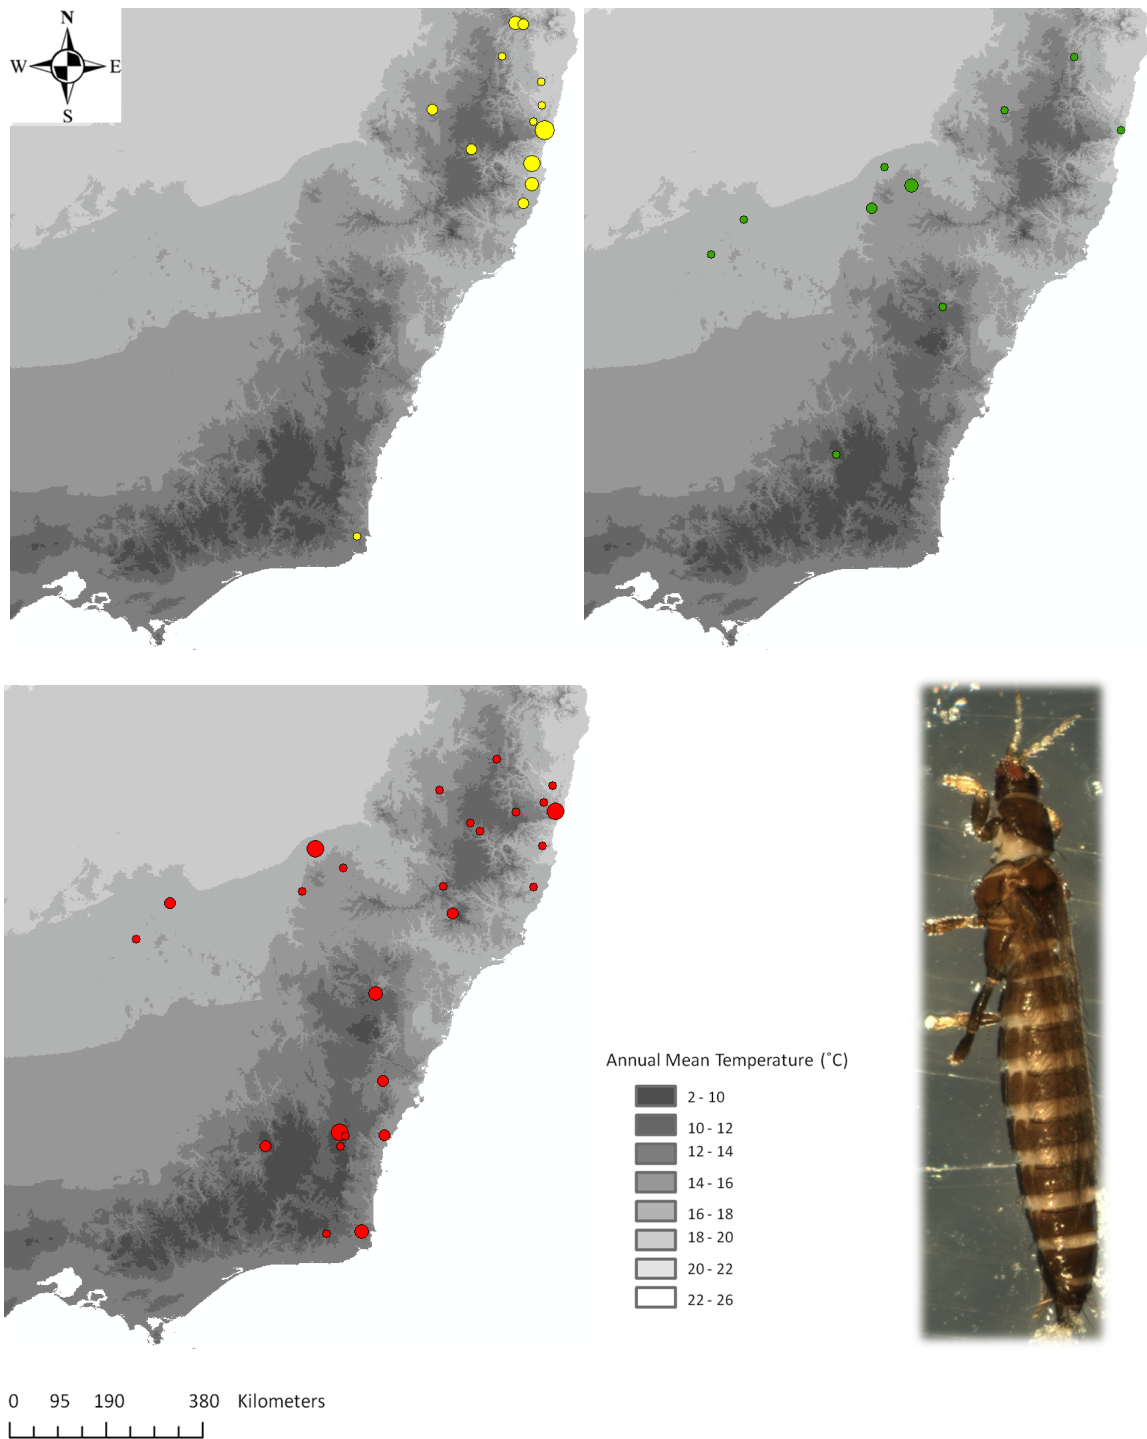 N
W E
S
Annual Mean Temperature (˚C)
2 - 10
10 - 12
12 - 14
14 - 16
16 - 18
18 - 20
20 - 22
22 - 26
0 95 190 380 Kilometers